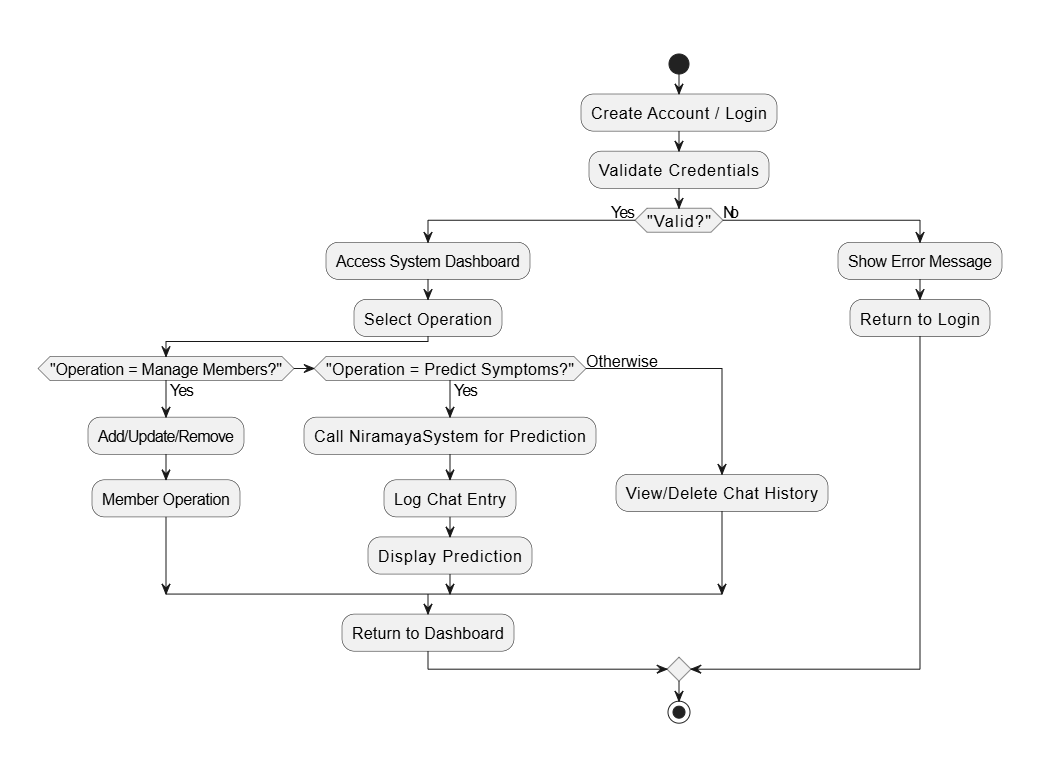 Create Account / Login
Validate Credentials
Yes
"Valid?"
No
Access System Dashboard
Show Error Message
Select Operation
Return to Login
"Operation = Manage Members?"
"Operation = Predict Symptoms?"
Otherwise
Yes
Yes
Add/Update/Remove
Call NiramayaSystem for Prediction
Member Operation
Log Chat Entry
View/Delete Chat History
Display Prediction
Return to Dashboard